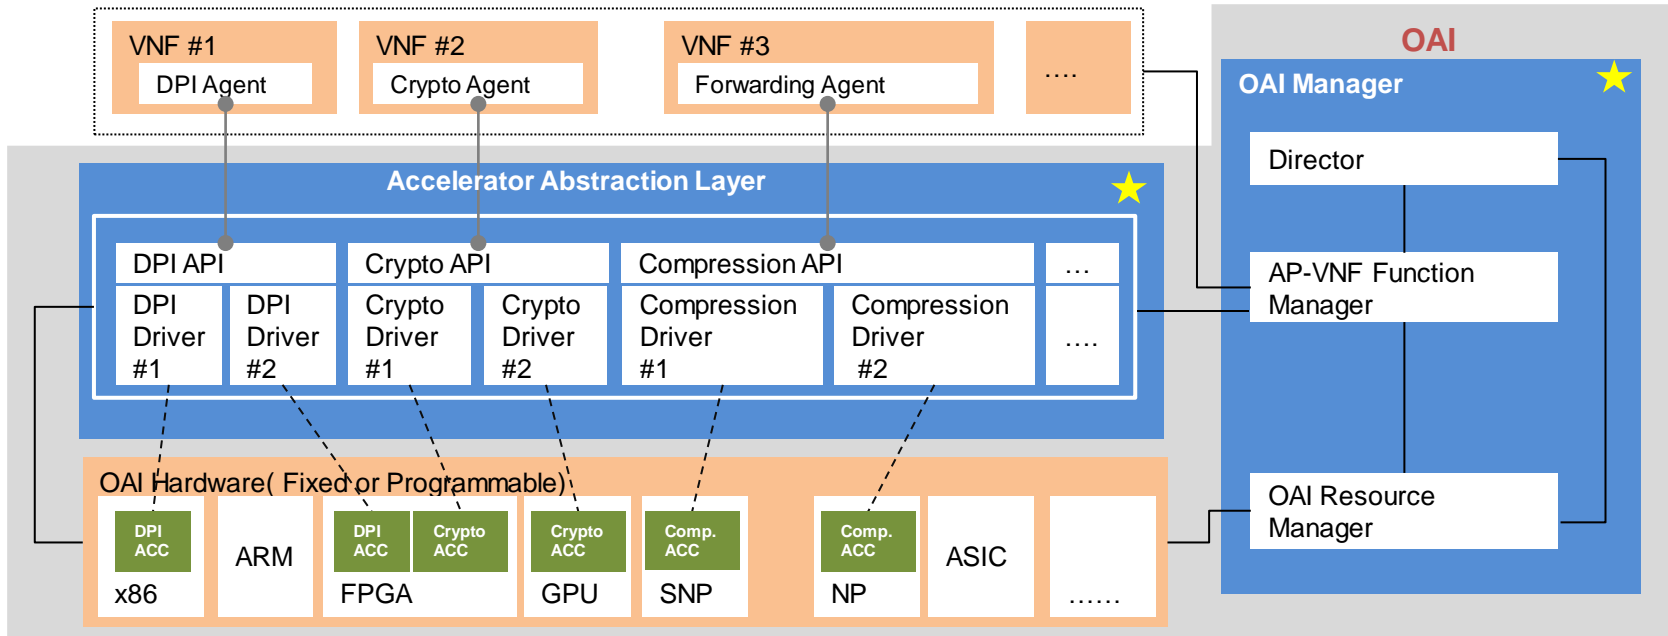 VNF #1
DPI Agent
VNF #2
Crypto Agent
VNF #3
Forwarding Agent
....
OAI
OAI Manager
Director
AP-VNF Function
Manager
OAI Resource
Manager
Accelerator Abstraction Layer
DPI API
Crypto API
Compression API
...
DPI
Driver
#1
DPI
Driver
#2
Crypto
Driver
#1
Crypto
Driver
#2
Compression
Driver
#1
Compression
Driver
#2
....
OAI Hardware( Fixed or Programmable)
DPI
ACC
x86
ARM
DPI
ACC
Crypto
ACC
FPGA
Crypto
ACC
GPU
Comp.
ACC
SNP
Comp.
ACC
NP
ASIC
......